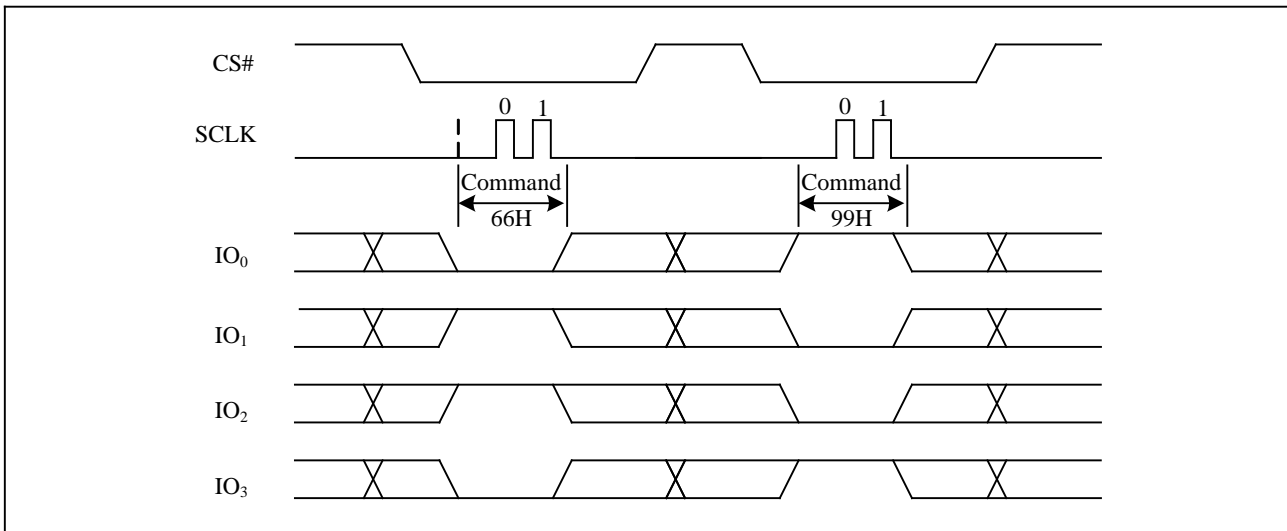 CS#
0 1 0 1
SCLK
Command Command
66H 99H
IO₀
IO₁
IO₂
IO₃